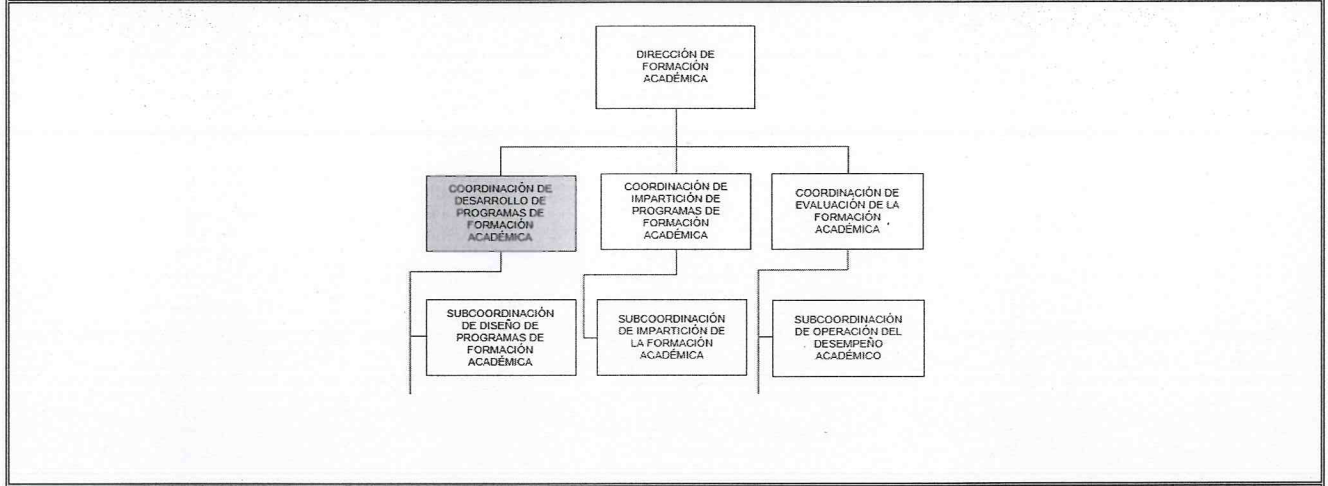 DIRECCIÓN DE
FORMACIÓN
ACADÉMICA
COORDINACIÓN DE
DESARROLLO DE
PROGRAMAS DE
FORMACIÓN
ACADÉMICA
COORDINACIÓN DE
IMPARTICIÓN DE
PROGRAMAS DE
FORMACIÓN
ACADÉMICA
COORDINACIÓN DE
EVALUACIÓN DE LA
FORMACIÓN
ACADÉMICA
SUBCOORDINACIÓN
DE DISEÑO DE
PROGRAMAS DE
FORMACIÓN
ACADÉMICA
SUBCOORDINACIÓN
DE IMPARTICIÓN DE
LA FORMACIÓN
ACADÉMICA
SUBCOORDINACIÓN
DE OPERACIÓN DEL
DESEMPEÑO
ACADÉMICO